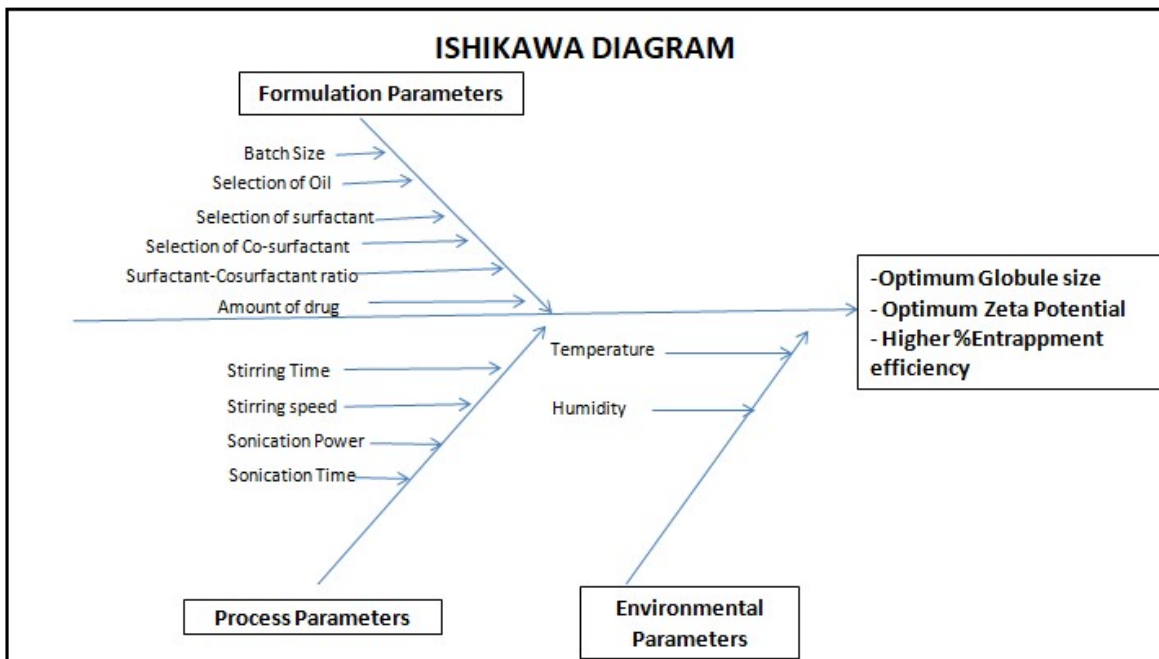 ISHIKAWA DIAGRAM
Formulation Parameters
Batch Size
Selection of Oil
Selection of surfactant
Selection of Co-surfactant
Surfactant-Cosurfactant ratio
Amount of drug
-Optimum Globule size
- Optimum Zeta Potential
- Higher %Entrappment
efficiency
Stirring Time
Stirring speed
Sonication Power
Sonication Time
Temperature
Humidity
Process Parameters
Environmental
Parameters